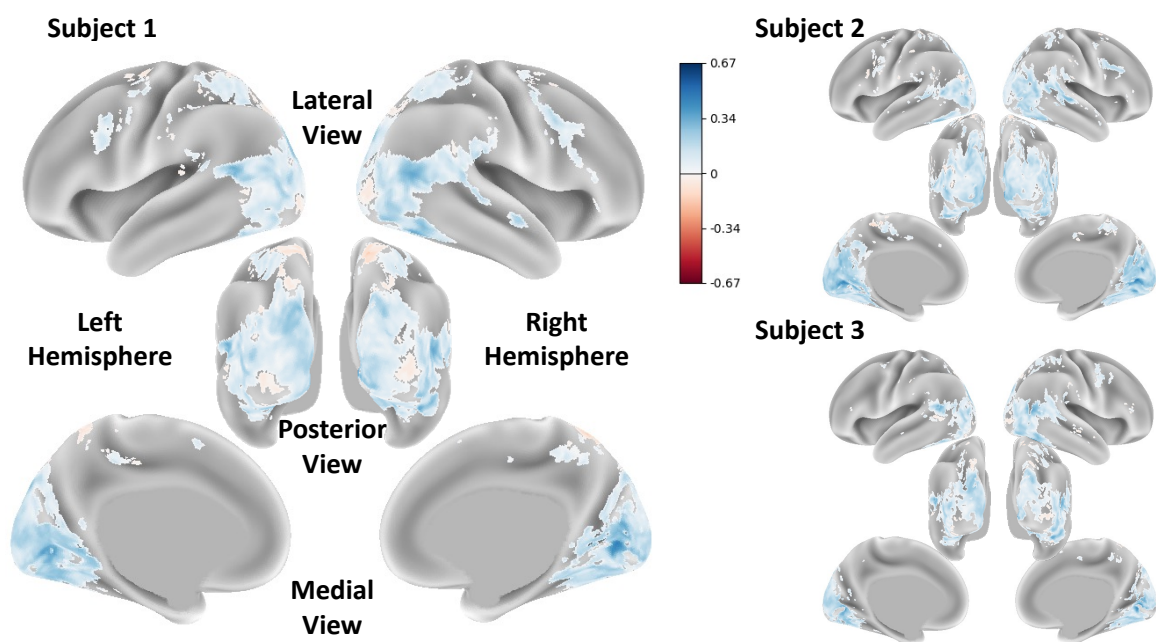 Subject 1
Lateral
View
Left
Hemisphere
Right
Hemisphere
Posterior
View
Medial
View
0.67
0.34
0
-0.34
-0.67
Subject 2
Subject 3